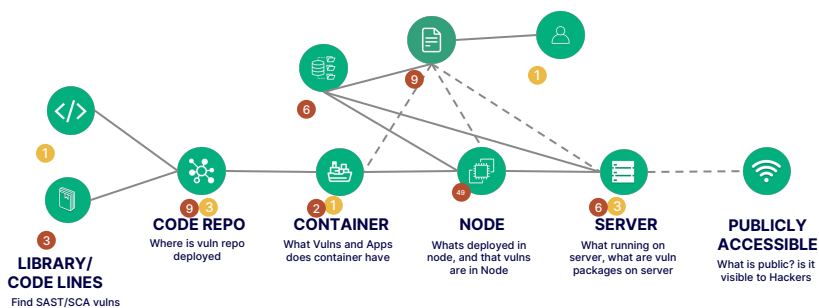 9
1
6
1
49
3
9
3
2
1
6
3
LIBRARY/
CODE LINES
Find SAST/SCA vulns
CODE REPO
Where is vuln repo
deployed
CONTAINER
What Vulns and Apps
does container have
NODE
Whats deployed in
node, and that vulns
are in Node
SERVER
What running on
server, what are vuln
packages on server
PUBLICLY
ACCESSIBLE
What is public? is it
visible to Hackers